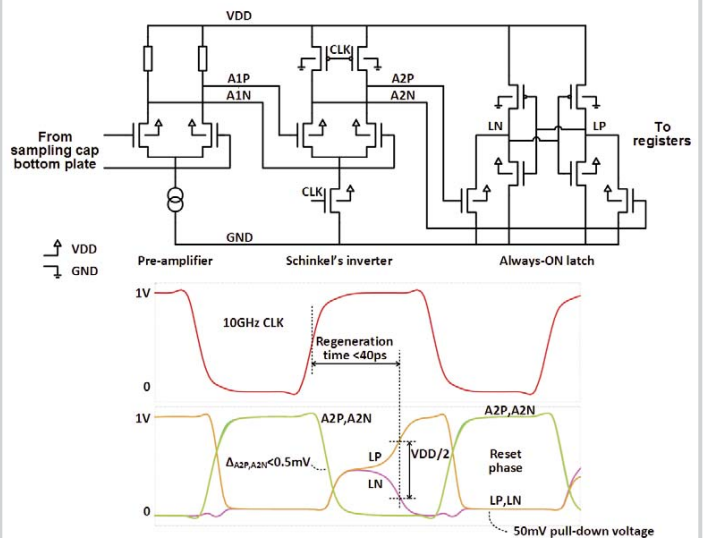 VDD
CLK
A1P
A1N
A2P
A2N
LN
LP
From
sampling cap
bottom plate
To
registers
CLK
GND
VDD
GND
Pre-amplifier
Schinkel's inverter
Always-ON latch
1V
10GHz CLK
Regeneration
time <40ps
0
1V
A2P,A2N
A2P,A2N
ΔA2P,A2N<0.5mV
LP
LN
VDD/2
Reset
phase
LP,LN
0
50mV pull-down voltage